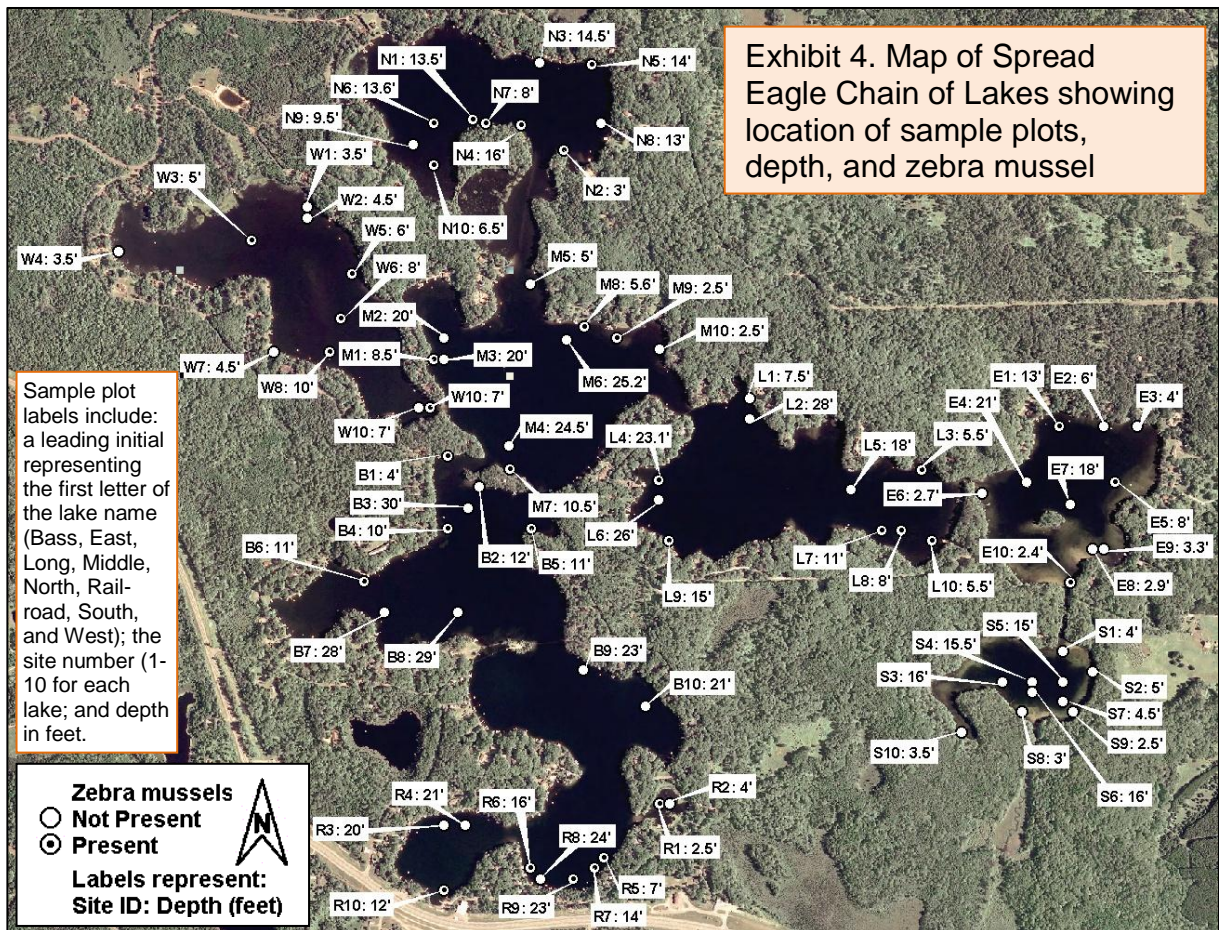 Exhibit 4. Map of Spread
Eagle Chain of Lakes showing
location of sample plots,
depth, and zebra mussel
N3: 14.5'
N1: 13.5'
N5: 14'
N6: 13.6'
N7: 8'
N9: 9.5'
N4: 16'
N8: 13'
W1: 3.5'
N2: 3'
W3: 5'
W2: 4.5'
N10: 6.5'
W5: 6'
W4: 3.5'
W6: 8'
M5: 5'
M8: 5.6'
M9: 2.5'
M2: 20'
M10: 2.5'
W7: 4.5'
M1: 8.5'
M3: 20'
W8: 10'
M6: 25.2'
L1: 7.5'
E1: 13'
E2: 6'
W10: 7'
L2: 28'
E4: 21'
E3: 4'
W10: 7'
M4: 24.5'
L4: 23.1'
L5: 18'
L3: 5.5'
B1: 4'
E7: 18'
B3: 30'
M7: 10.5'
E6: 2.7'
B4: 10'
L6: 26'
E5: 8'
B6: 11'
B2: 12'
B5: 11'
L7: 11'
E10: 2.4'
E9: 3.3'
L9: 15'
L8: 8'
L10: 5.5'
E8: 2.9'
B7: 28'
B8: 29'
S5: 15'
S1: 4'
S4: 15.5'
B9: 23'
S3: 16'
S2: 5'
B10: 21'
S7: 4.5'
S10: 3.5'
S8: 3'
S9: 2.5'
S6: 16'
R4: 21'
R6: 16'
R2: 4'
R3: 20'
R8: 24'
R1: 2.5'
R5: 7'
R10: 12'
R9: 23'
R7: 14'
Sample plot
labels include:
a leading initial
representing
the first letter of
the lake name
(Bass, East,
Long, Middle,
North, Rail-
road, South,
and West); the
site number (1-
10 for each
lake; and depth
in feet.
Zebra mussels
Not Present
Present
N
Labels represent:
Site ID: Depth (feet)